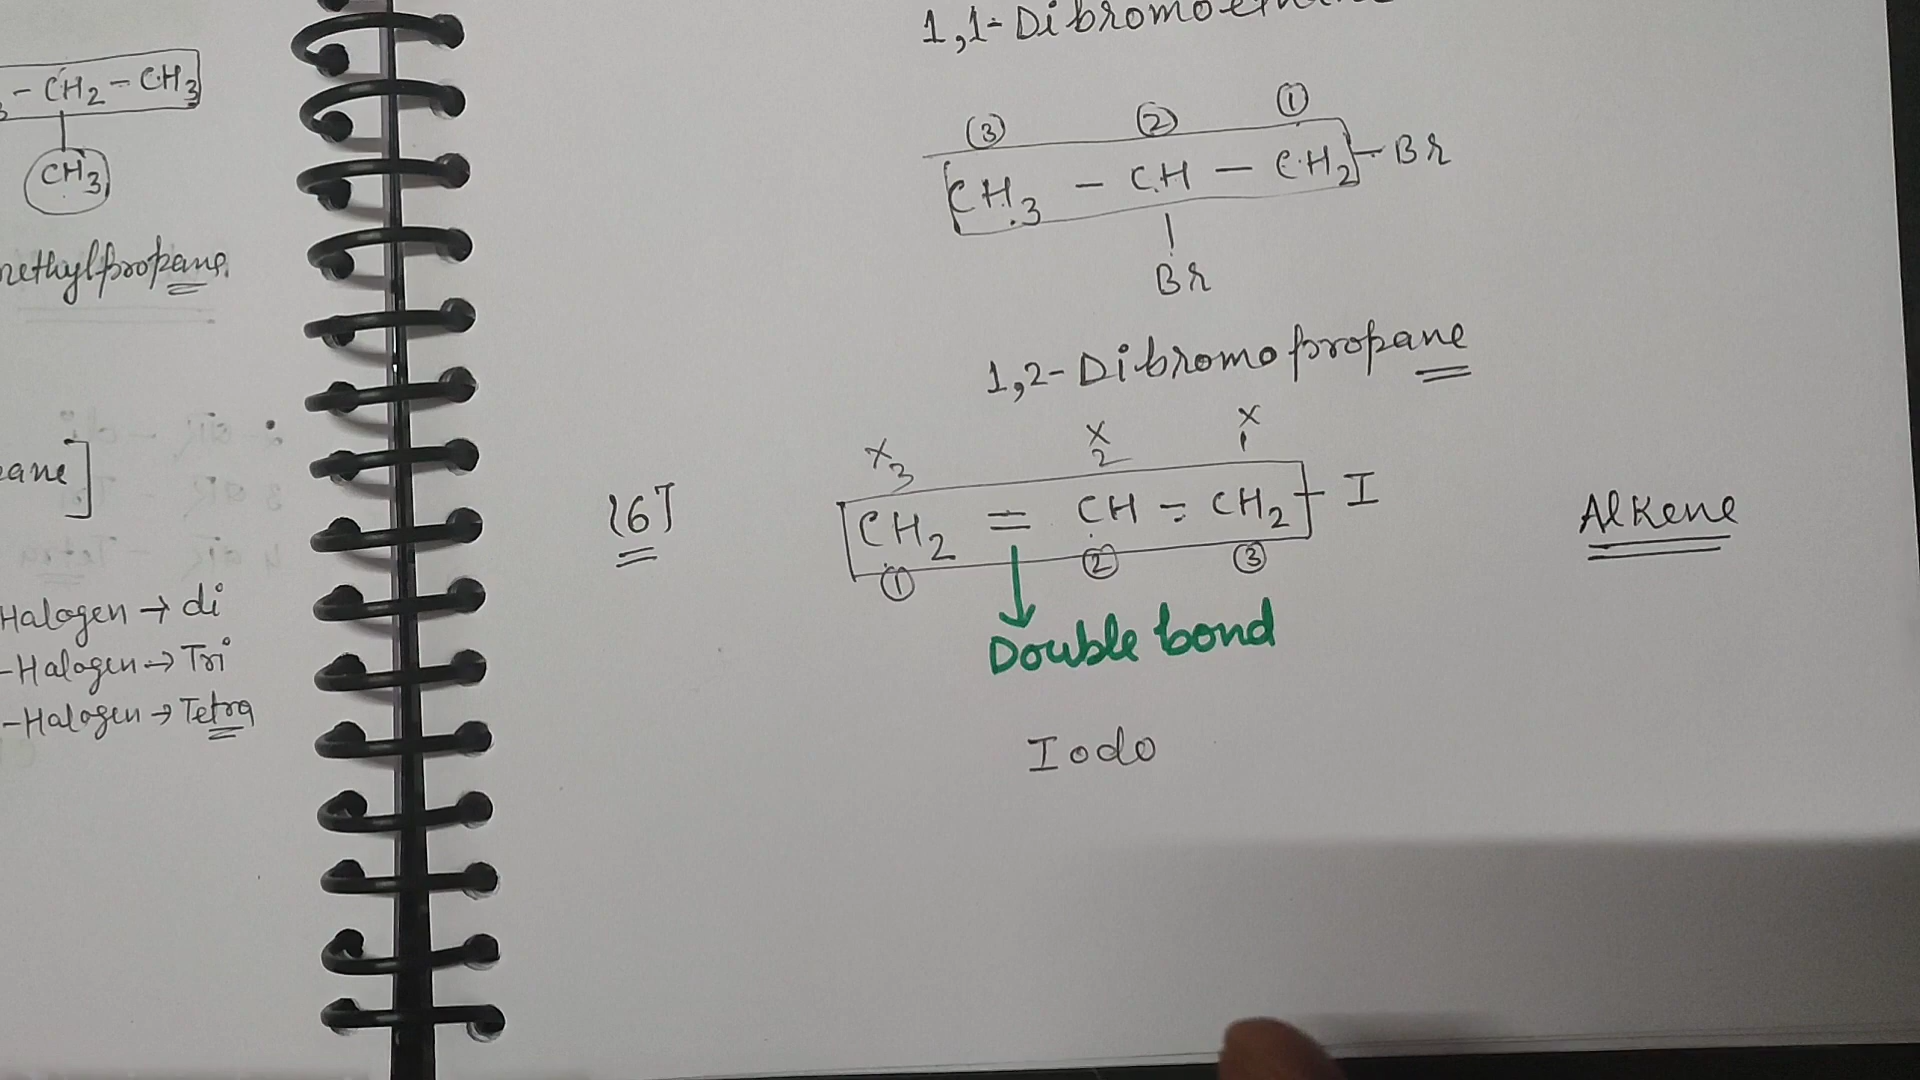 - CH2 - CH3
CH3
ane]
Halogen → di
-Halogen → Tri
-Halogen → Tetra
1,1-Dibromo
(3) (2) (1)
CH3 - CH - CH2 - Br
Br
1,2-Dibromopropane
x3 x2 x1
(6) CH2 = CH - CH2 - I Alkene
(1) (2) (3)
Double bond
Iodo